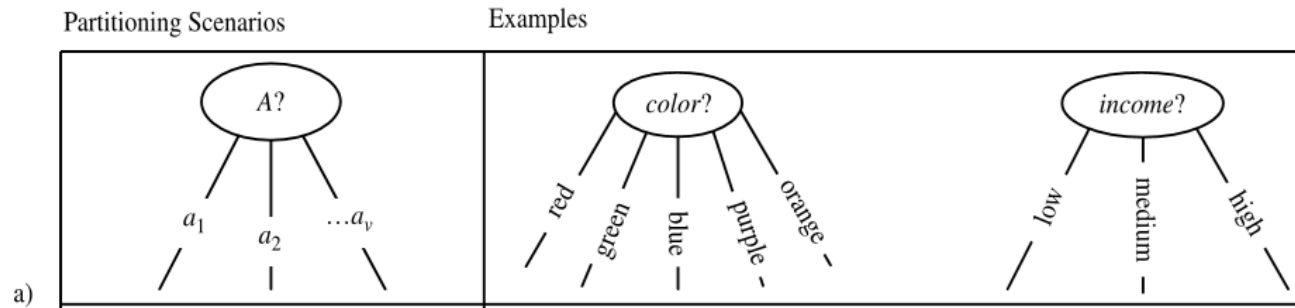 Partitioning Scenarios
Examples
A?
a1
a2
...av
color?
red
green
blue
purple
orange
income?
low
medium
high
a)